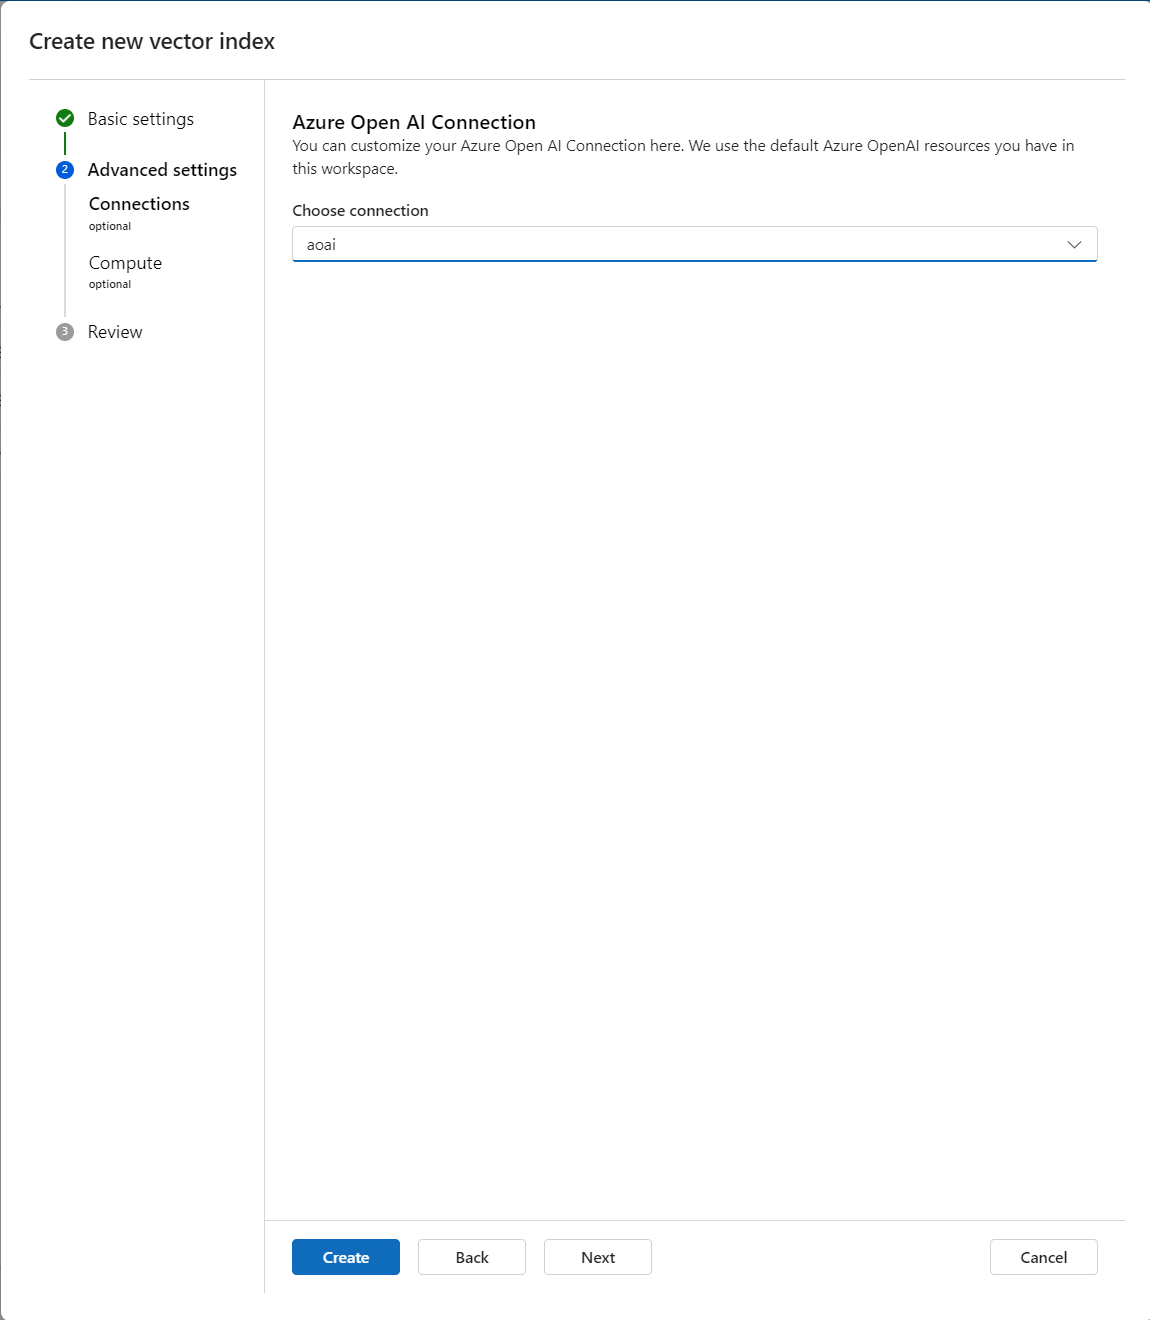 Create new vector index
Basic settings
2
Advanced settings
Connections
optional
Compute
optional
3
Review
Azure Open AI Connection
You can customize your Azure Open AI Connection here. We use the default Azure OpenAI resources you have in
this workspace.
Choose connection
aoai
Create
Back
Next
Cancel